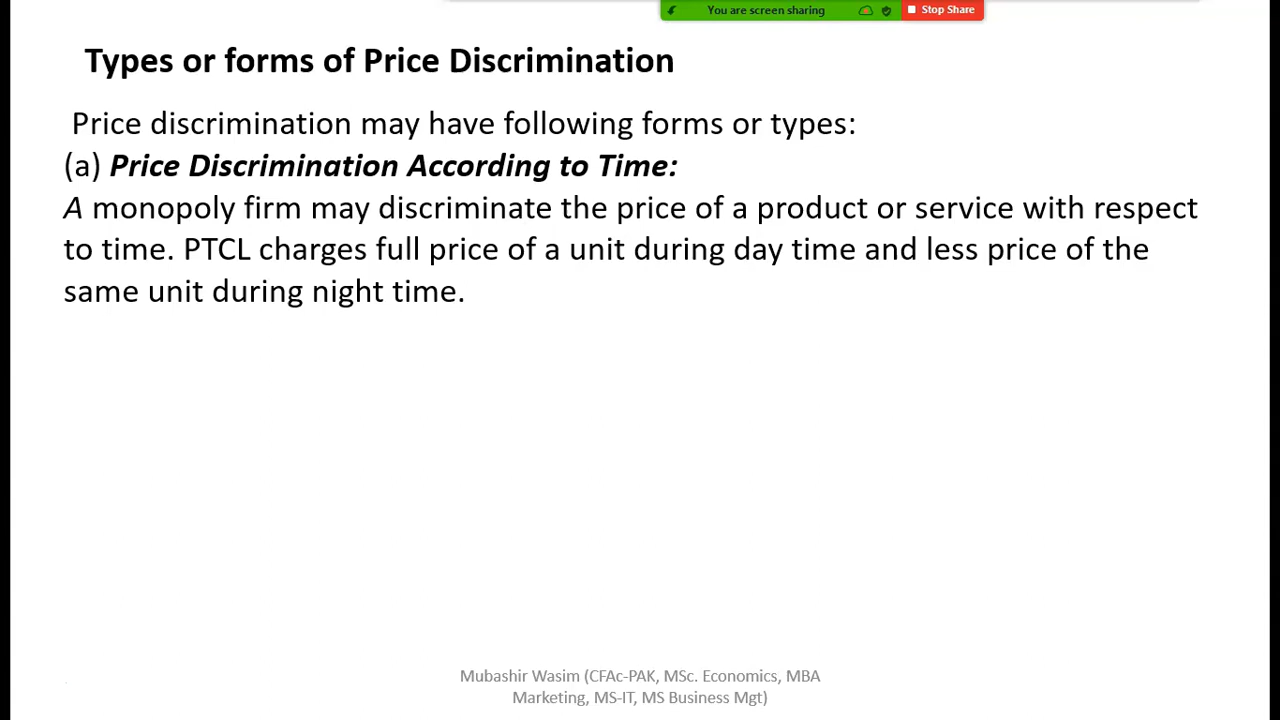 You are screen sharing
Stop Share
Types or forms of Price Discrimination
Price discrimination may have following forms or types:
(a) Price Discrimination According to Time:
A monopoly firm may discriminate the price of a product or service with respect
to time. PTCL charges full price of a unit during day time and less price of the
same unit during night time.
Mubashir Wasim (CFAc-PAK, MSc. Economics, MBA
Marketing, MS-IT, MS Business Mgt)